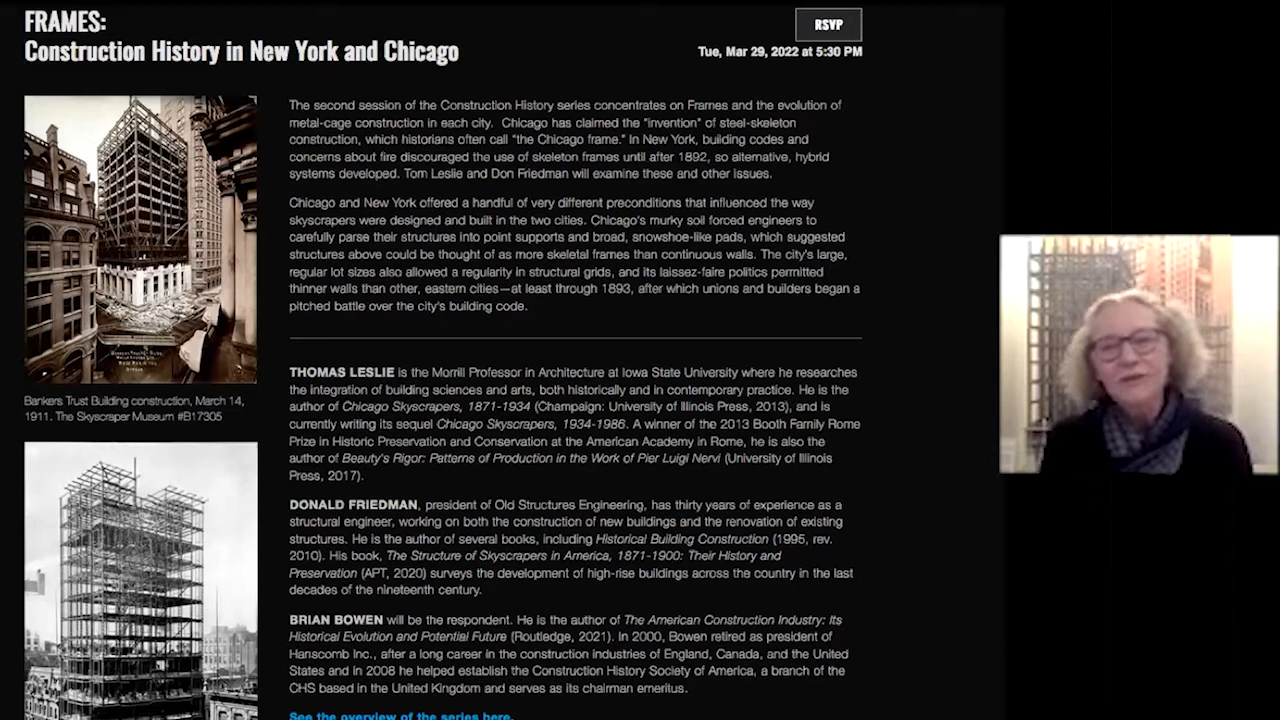 FRAMES:
Construction History in New York and Chicago
RSVP
Tue, Mar 29, 2022 at 5:30 PM
The second session of the Construction History series concentrates on Frames and the evolution of
metal-cage construction in each city.  Chicago has claimed the "invention" of steel-skeleton
construction, which historians often call "the Chicago frame." In New York, building codes and
concerns about fire discouraged the use of skeleton frames until after 1892, so alternative, hybrid
systems developed. Tom Leslie and Don Friedman will examine these and other issues.
Chicago and New York offered a handful of very different preconditions that influenced the way
skyscrapers were designed and built in the two cities. Chicago's murky soil forced engineers to
carefully parse their structures into point supports and broad, snowshoe-like pads, which suggested
structures above could be thought of as more skeletal frames than continuous walls. The city's large,
regular lot sizes also allowed a regularity in structural grids, and its laissez-faire politics permitted
thinner walls than other, eastern cities—at least through 1893, after which unions and builders began a
pitched battle over the city's building code.
Bankers Trust Building construction, March 14,
1911. The Skyscraper Museum #B17305
THOMAS LESLIE is the Morrill Professor in Architecture at Iowa State University where he researches
the integration of building sciences and arts, both historically and in contemporary practice. He is the
author of Chicago Skyscrapers, 1871-1934 (Champaign: University of Illinois Press, 2013), and is
currently writing its sequel Chicago Skyscrapers, 1934-1986. A winner of the 2013 Booth Family Rome
Prize in Historic Preservation and Conservation at the American Academy in Rome, he is also the
author of Beauty's Rigor: Patterns of Production in the Work of Pier Luigi Nervi (University of Illinois
Press, 2017).
DONALD FRIEDMAN, president of Old Structures Engineering, has thirty years of experience as a
structural engineer, working on both the construction of new buildings and the renovation of existing
structures. He is the author of several books, including Historical Building Construction (1995, rev.
2010). His book, The Structure of Skyscrapers in America, 1871-1900: Their History and
Preservation (APT, 2020) surveys the development of high-rise buildings across the country in the last
decades of the nineteenth century.
BRIAN BOWEN will be the respondent. He is the author of The American Construction Industry: Its
Historical Evolution and Potential Future (Routledge, 2021). In 2000, Bowen retired as president of
Hanscomb Inc., after a long career in the construction industries of England, Canada, and the United
States and in 2008 he helped establish the Construction History Society of America, a branch of the
CHS based in the United Kingdom and serves as its chairman emeritus.
See the overview of the series here.